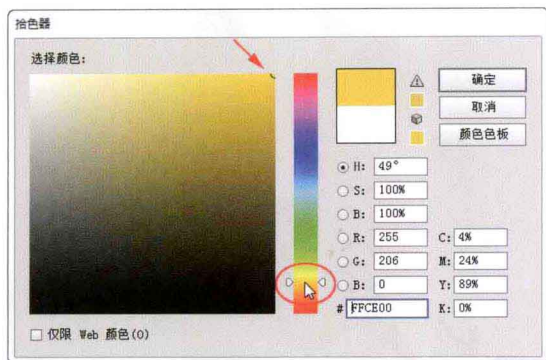 拾色器
选择颜色:
确定
取消
颜色色板
H: 49°
S: 100%
B: 100%
R: 255
C: 4%
G: 206
M: 24%
B: 0
Y: 89%
# FFCE00
K: 0%
仅限 Web 颜色(O)